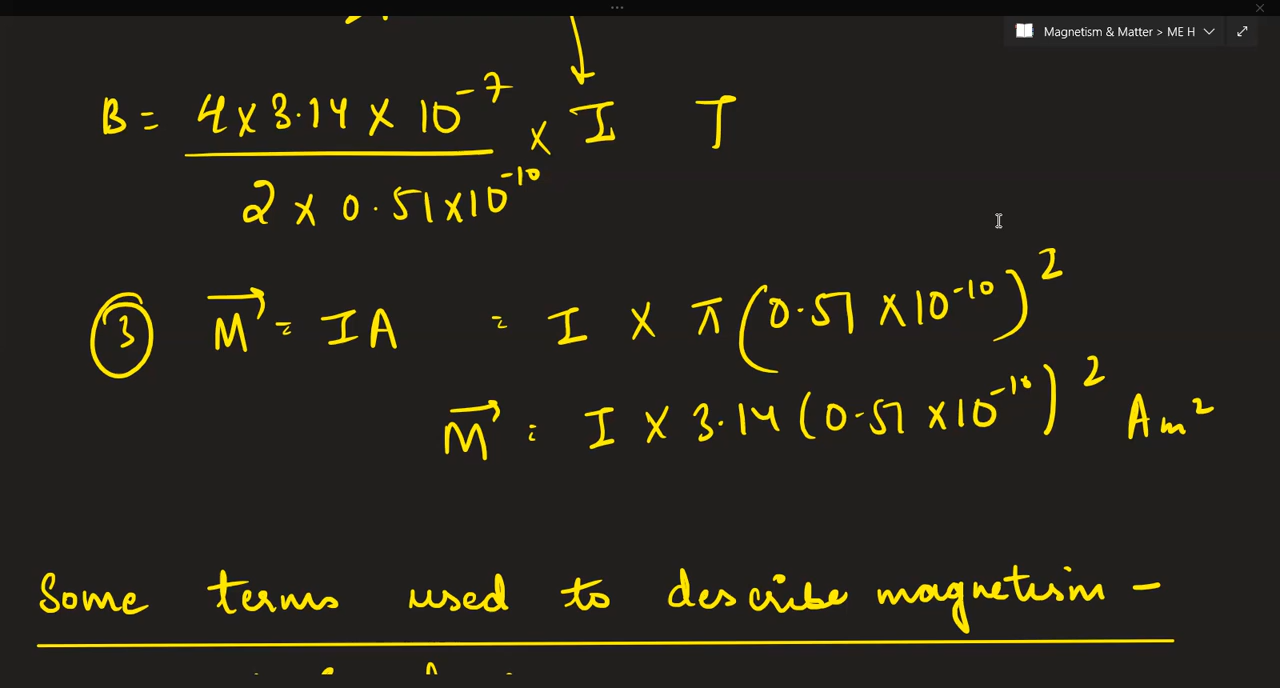 Magnetism & Matter > ME H
B = 4 x 3.14 x 10^-7 / 2 x 0.51 x 10^-10 x I T
③ M⃗ = IA = I x π (0.51 x 10^-10)^2
M⃗ = I x 3.14 (0.51 x 10^-10)^2 Am^2
Some terms used to describe magnetism -